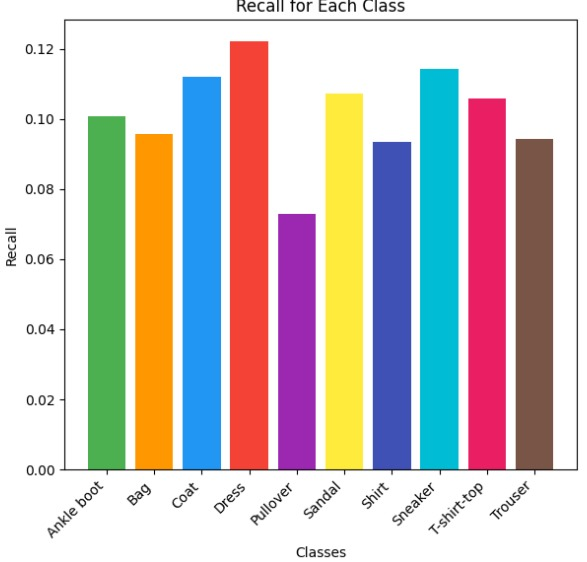 Recall for Each Class
0.12
0.10
0.08
0.06
0.04
0.02
0.00
Recall
Ankle boot
Bag
Coat
Dress
Pullover
Sandal
Shirt
Sneaker
T-shirt-top
Trouser
Classes